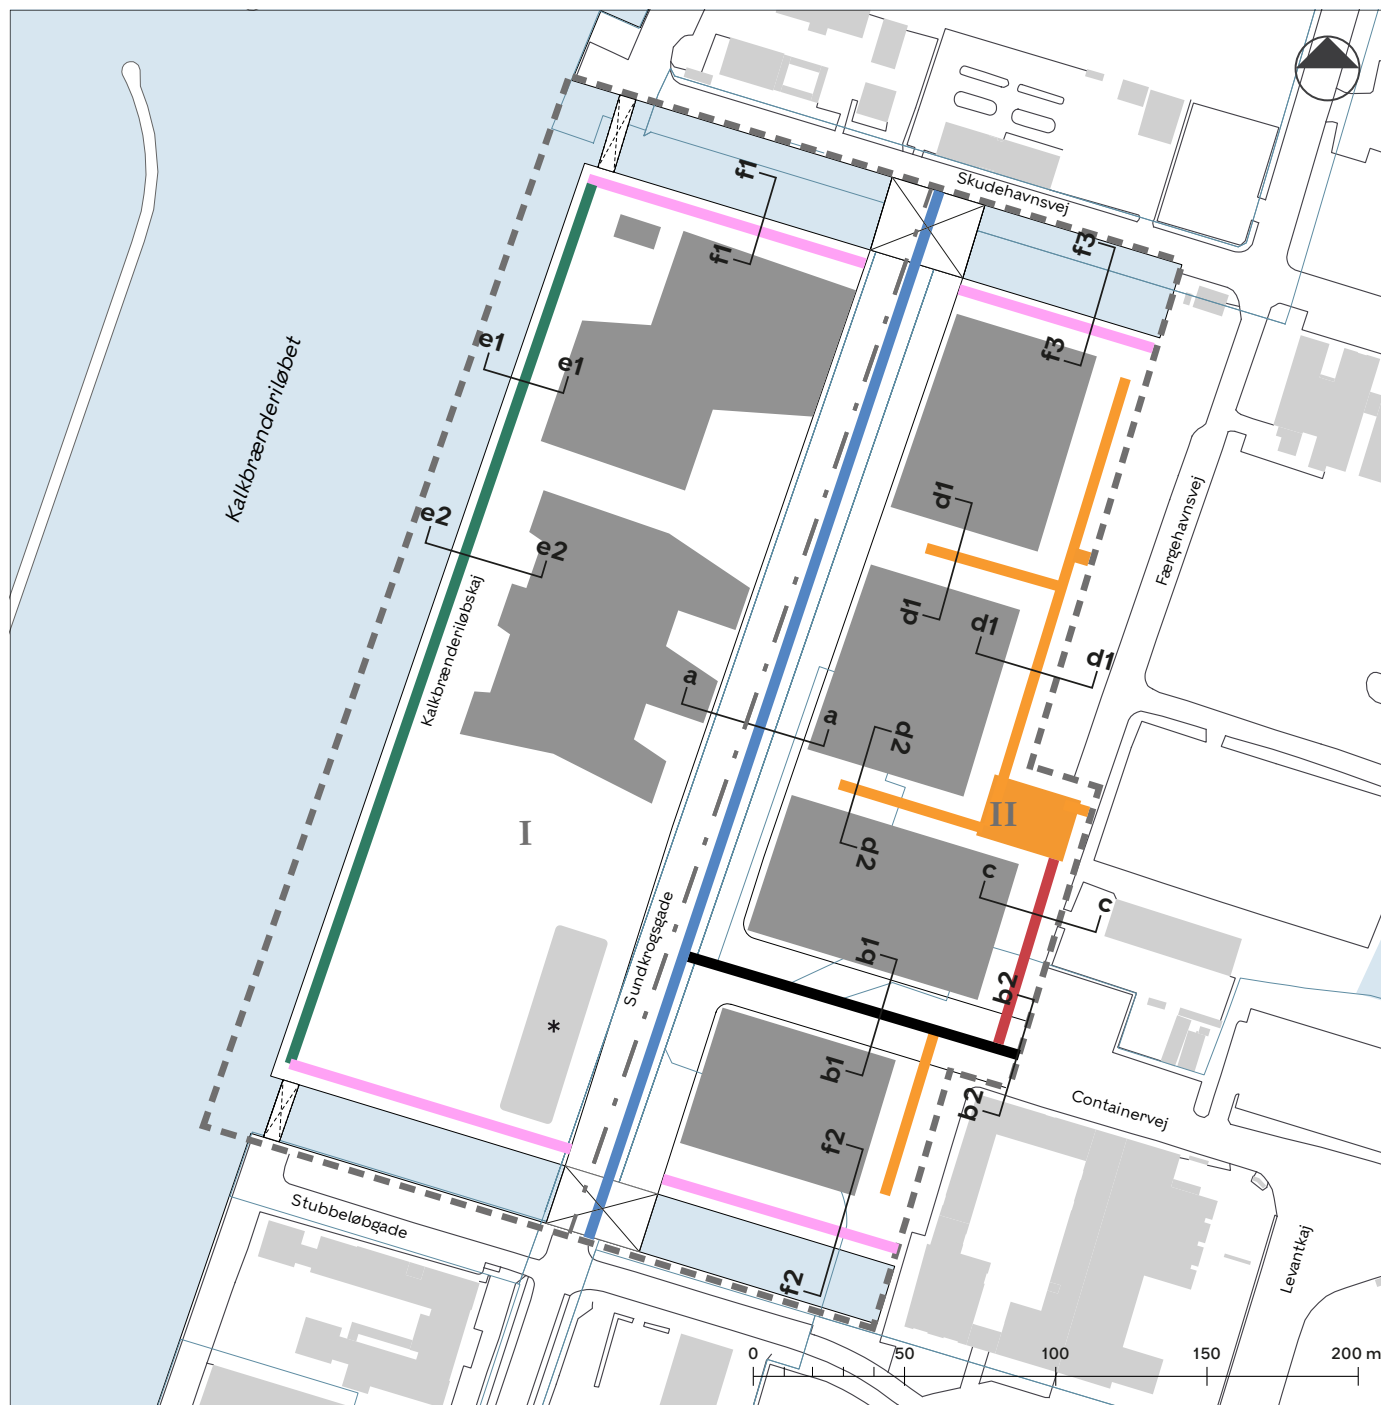 f1
Skudehavnsvej
f3
f1
e1
Kalkbrænderiløbet
f3
e1
d1
Færgehavnsvej
e2
e2
d1
d1
Kalkbrænderiløbskaj
d1
a
a
d2
II
I
d2
c
c
Sundkrogsgade
b1
b2
*
b1
b2
Containervej
f2
Stubbeløbgade
Levantkaj
f2
0 50 100 150 200 m